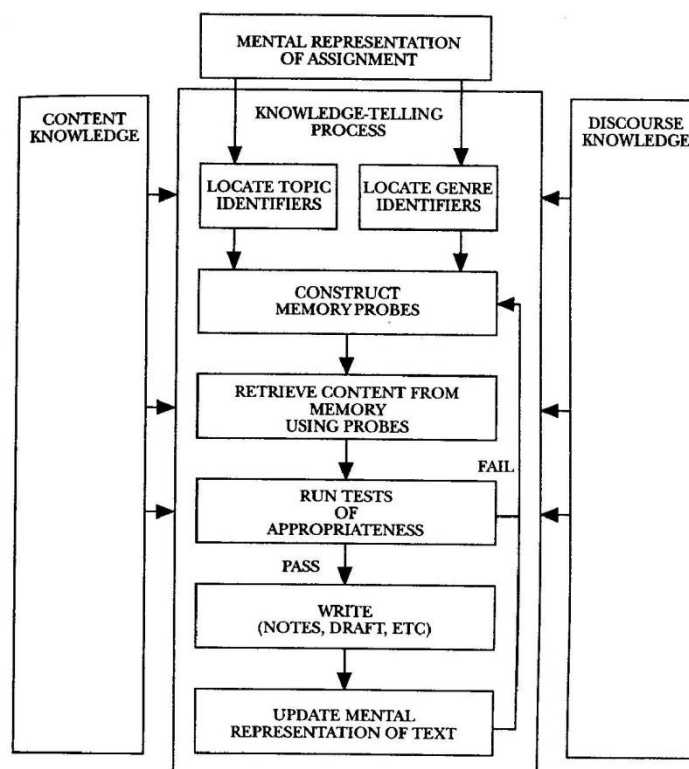 MENTAL REPRESENTATION
OF ASSIGNMENT
CONTENT
KNOWLEDGE
KNOWLEDGE-TELLING
PROCESS
DISCOURSE
KNOWLEDGE
LOCATE TOPIC
IDENTIFIERS
LOCATE GENRE
IDENTIFIERS
CONSTRUCT
MEMORY PROBES
RETRIEVE CONTENT FROM
MEMORY
USING PROBES
FAIL
RUN TESTS
OF
APPROPRIATENESS
PASS
WRITE
(NOTES, DRAFT, ETC)
UPDATE MENTAL
REPRESENTATION OF TEXT